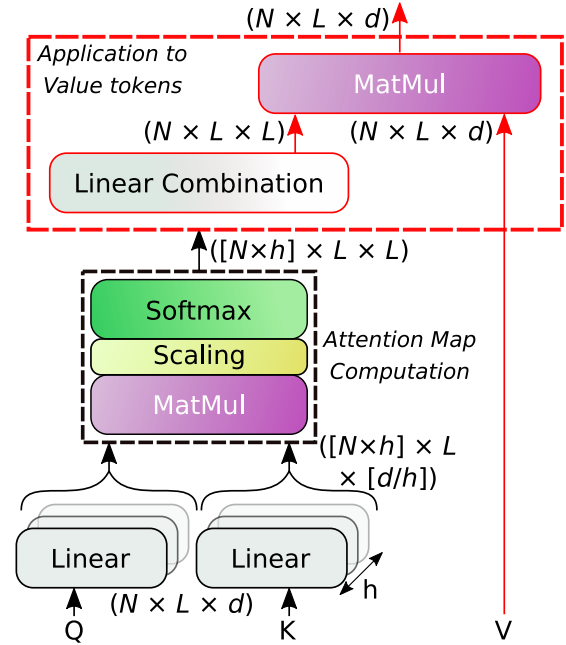 (N × L × d)
Application to
Value tokens
MatMul
(N × L × L)
(N × L × d)
Linear Combination
([N×h] × L × L)
Softmax
Scaling
MatMul
Attention Map
Computation
([N×h] × L
× [d/h])
Linear
Linear
h
(N × L × d)
Q
K
V